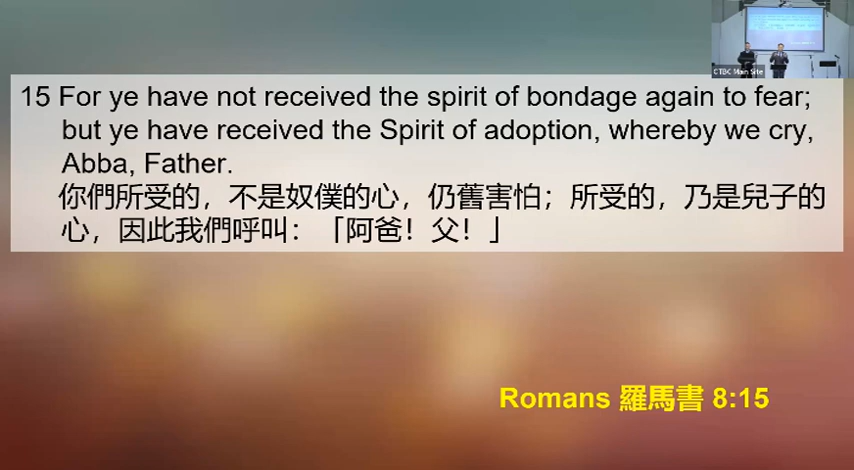 CTBC Main Site
15 For ye have not received the spirit of bondage again to fear;
but ye have received the Spirit of adoption, whereby we cry,
Abba, Father.
你們所受的，不是奴僕的心，仍舊害怕；所受的，乃是兒子的
心，因此我們呼叫：「阿爸！父！」
Romans 羅馬書 8:15